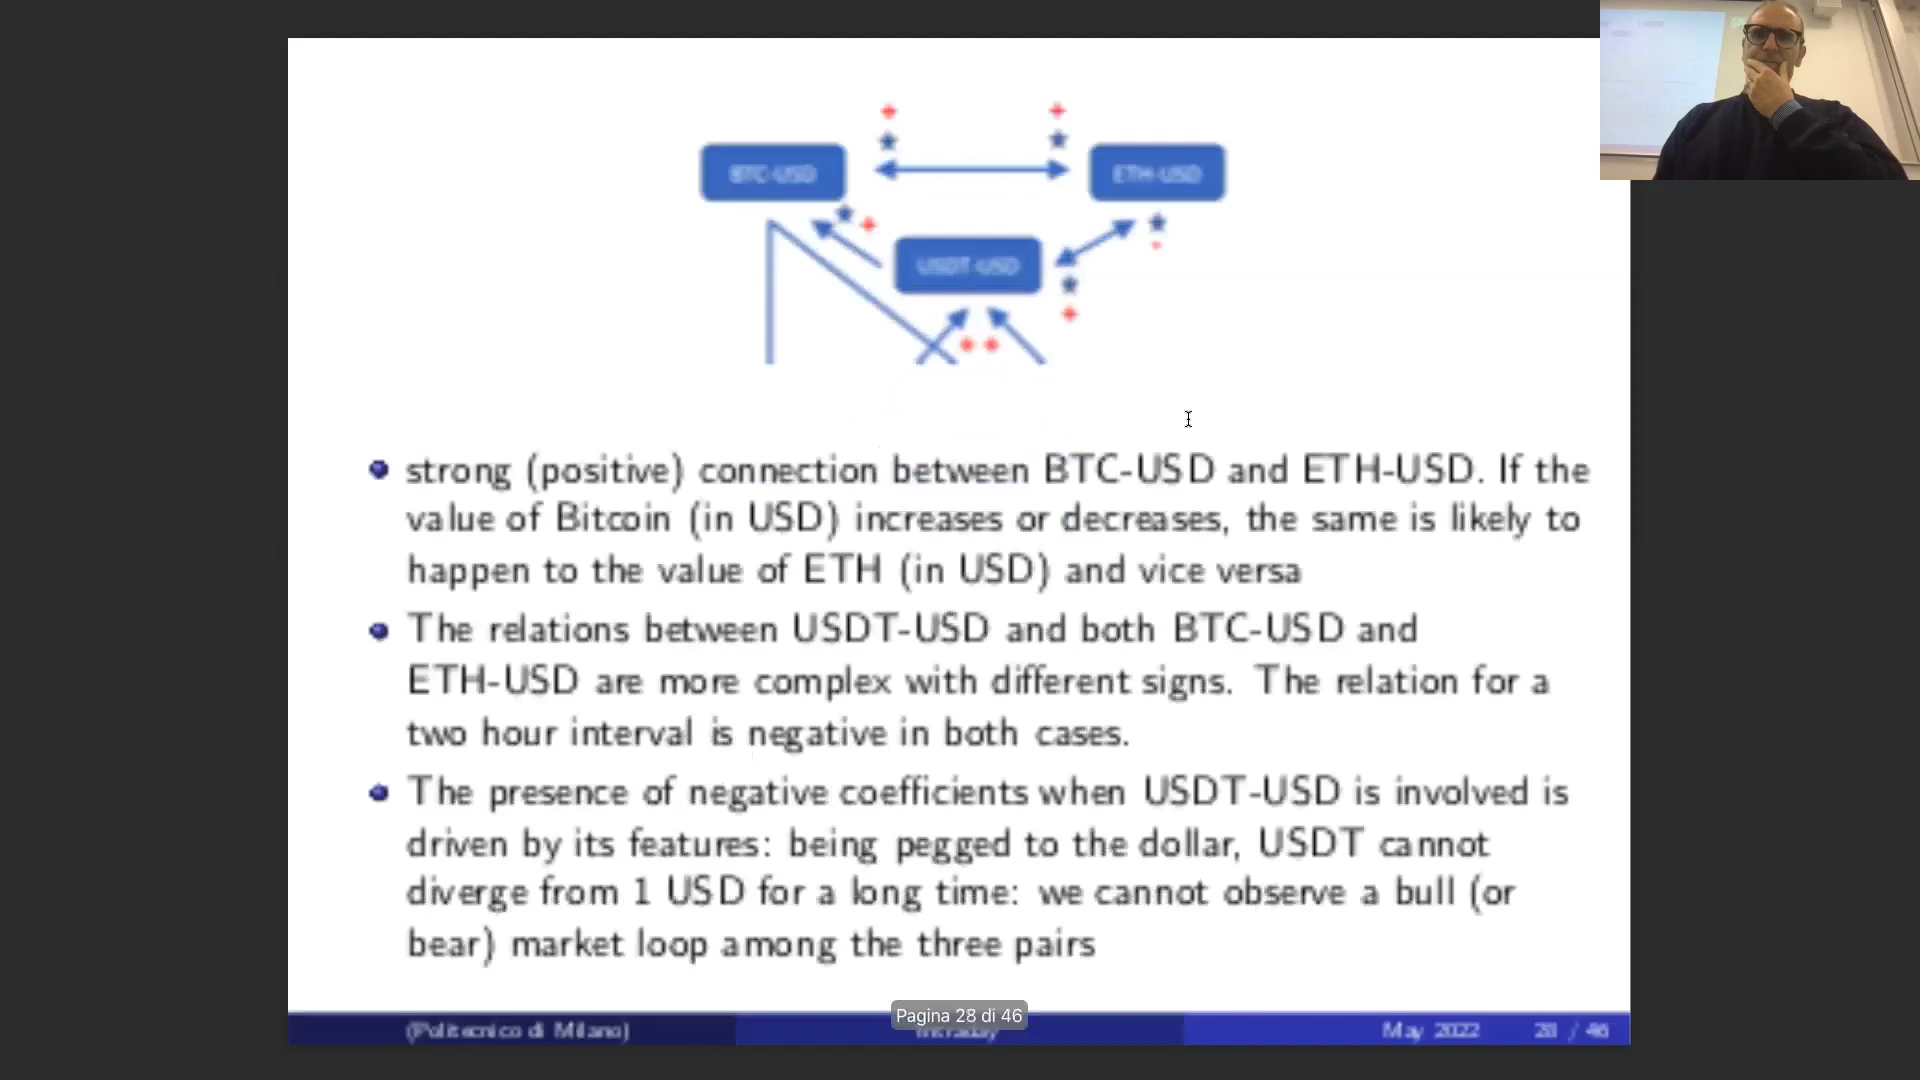 BTC-USD
ETH-USD
USDT-USD
strong (positive) connection between BTC-USD and ETH-USD. If the
value of Bitcoin (in USD) increases or decreases, the same is likely to
happen to the value of ETH (in USD) and vice versa
The relations between USDT-USD and both BTC-USD and
ETH-USD are more complex with different signs. The relation for a
two hour interval is negative in both cases.
The presence of negative coefficients when USDT-USD is involved is
driven by its features: being pegged to the dollar, USDT cannot
diverge from 1 USD for a long time: we cannot observe a bull (or
bear) market loop among the three pairs
Pagina 28 di 46
(Politecnico di Milano)
Intraday
May 2022
28 / 46